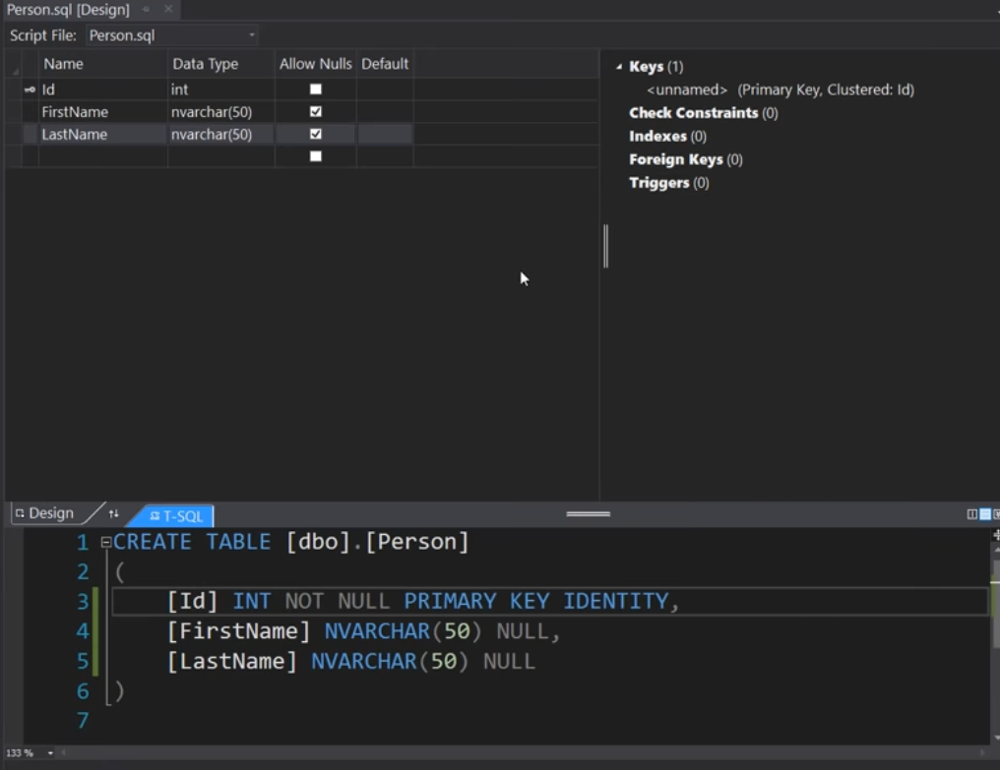 Person.sql [Design]
Script File: Person.sql
Name Data Type Allow Nulls Default
Id int
FirstName nvarchar(50)
LastName nvarchar(50)
Keys (1)
<unnamed> (Primary Key, Clustered: Id)
Check Constraints (0)
Indexes (0)
Foreign Keys (0)
Triggers (0)
Design T-SQL
1 CREATE TABLE [dbo].[Person]
2 (
3 [Id] INT NOT NULL PRIMARY KEY IDENTITY,
4 [FirstName] NVARCHAR(50) NULL,
5 [LastName] NVARCHAR(50) NULL
6 )
7
133 %